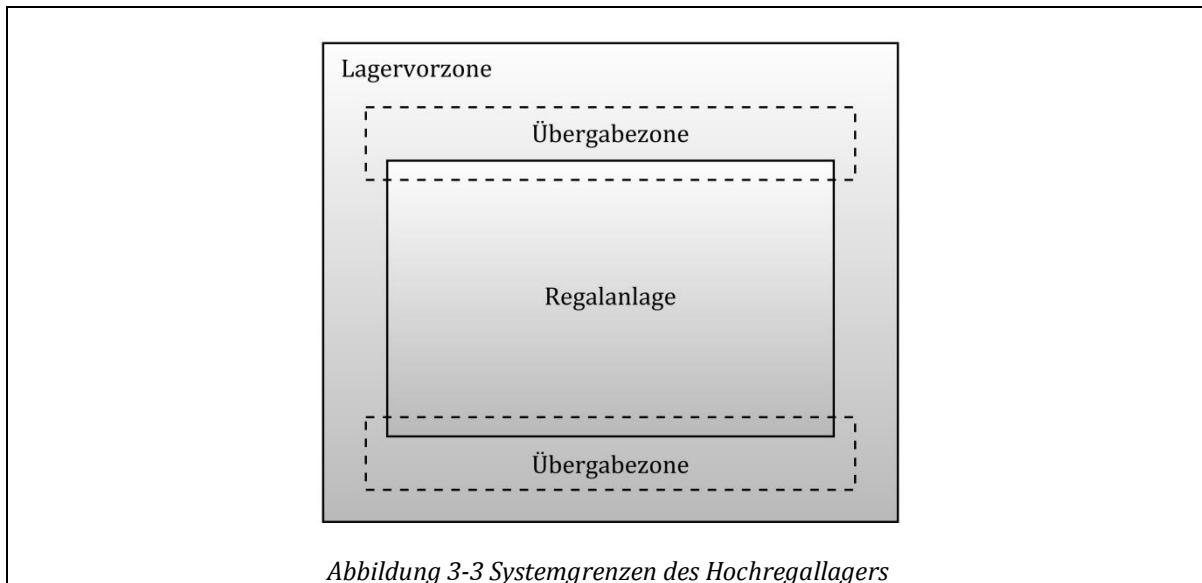 Lagervorzone
Übergabezone
Regalanlage
Übergabezone
Abbildung 3-3 Systemgrenzen des Hochregallagers